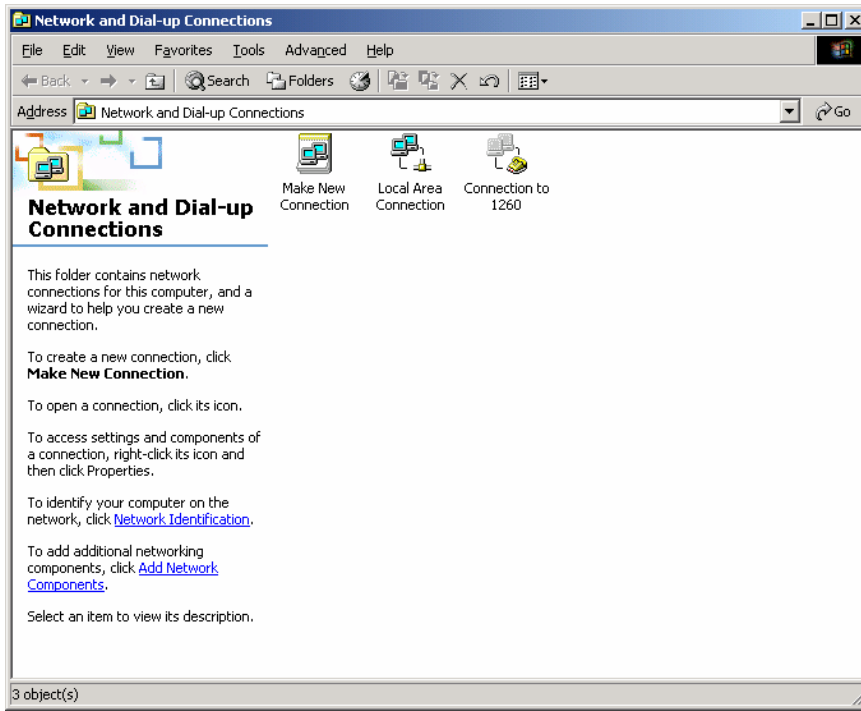 Network and Dial-up Connections
File Edit View Favorites Tools Advanced Help
Back Search Folders
Address Network and Dial-up Connections Go
Make New
Connection
Local Area
Connection
Connection to
1260
Network and Dial-up
Connections
This folder contains network
connections for this computer, and a
wizard to help you create a new
connection.
To create a new connection, click
Make New Connection.
To open a connection, click its icon.
To access settings and components of
a connection, right-click its icon and
then click Properties.
To identify your computer on the
network, click Network Identification.
To add additional networking
components, click Add Network
Components.
Select an item to view its description.
3 object(s)